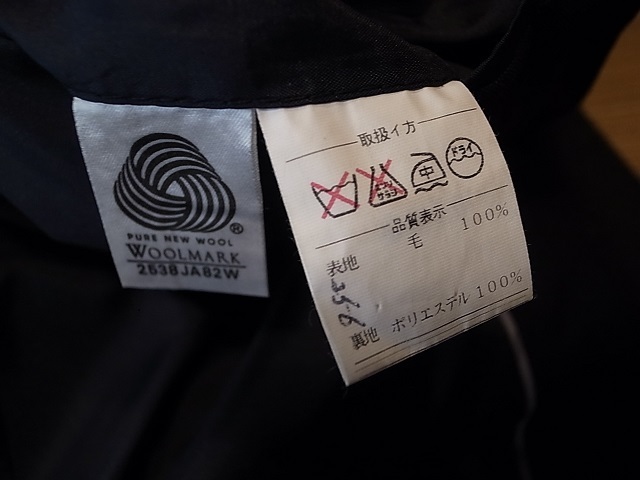 ®
PURE NEW WOOL
WOOLMARK
2538JA82W
取扱イ方
中
ドライ
品質表示
表地 毛 100%
裏地 ポリエステル 100%